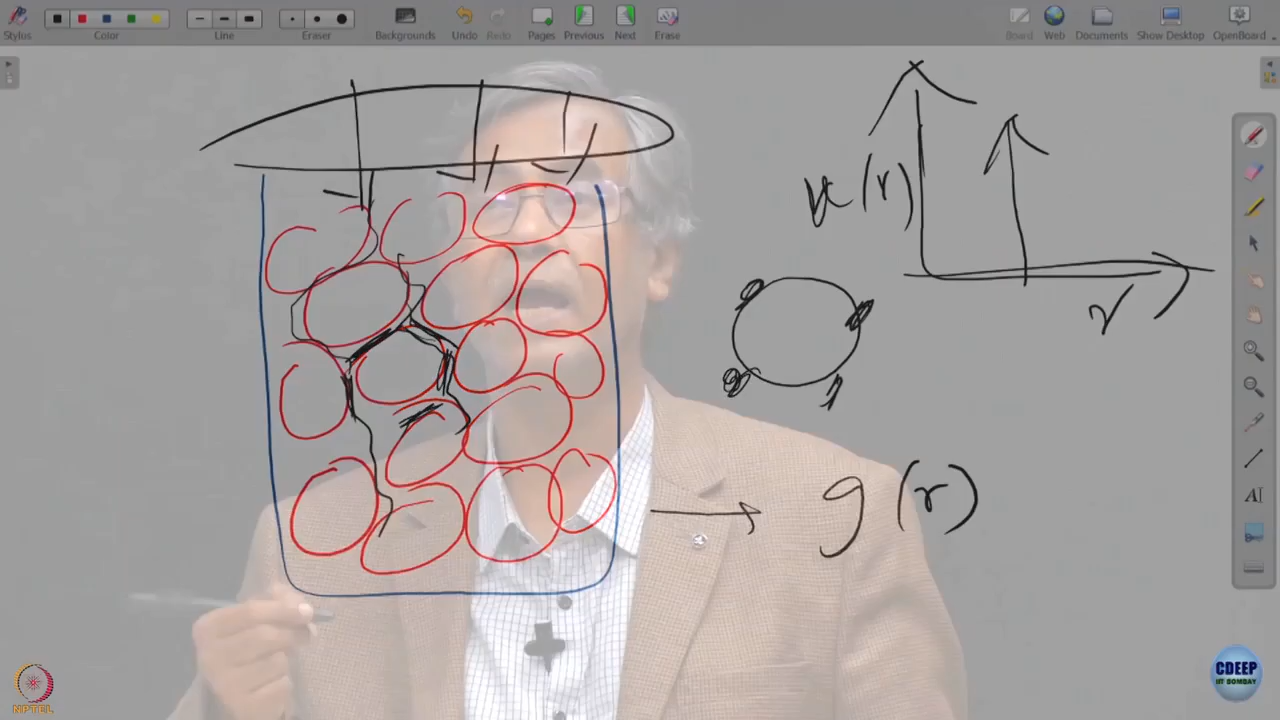 Stylus
Color
Line
Eraser
Backgrounds
Undo
Redo
Pages
Previous
Next
Erase
Board
Web
Documents
Show Desktop
OpenBoard
u(r)
r
g(r)
A
NPTEL
CDEEP
IIT BOMBAY